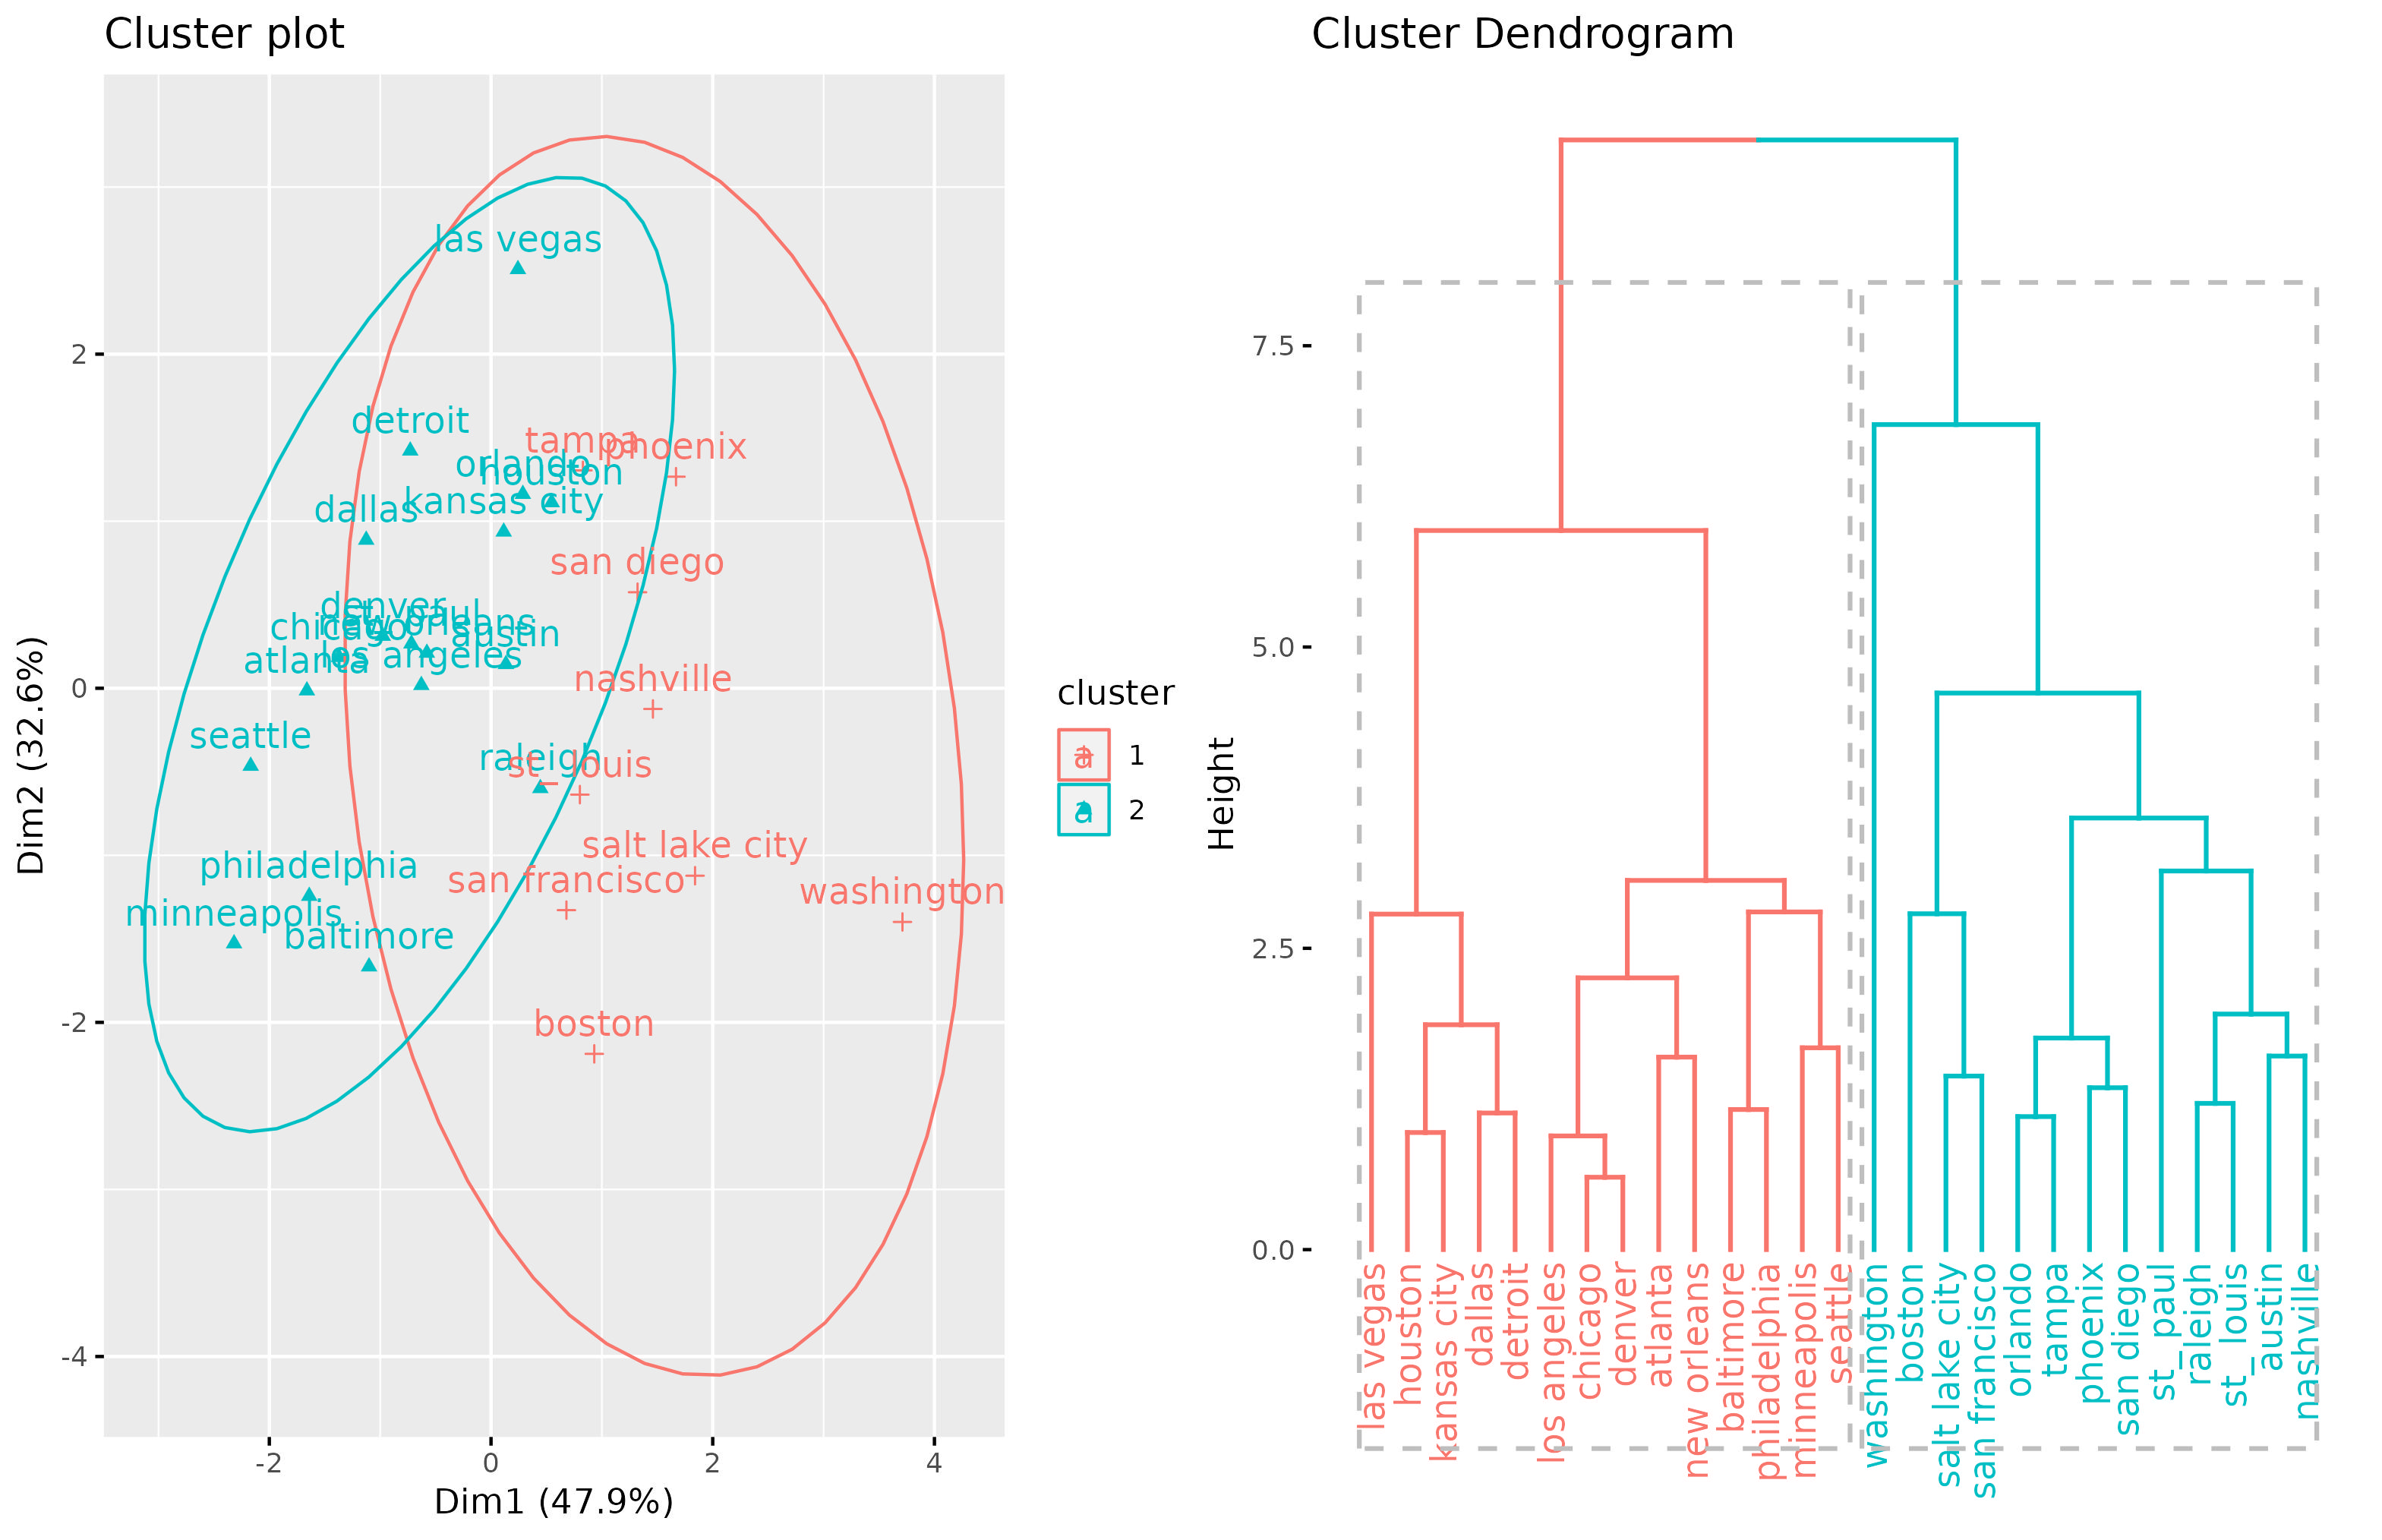 Cluster plot
las vegas
detroit
tampa
phoenix
orlando
houston
kansas city
dallas
san diego
denver
st_paul
new orleans
chicago
austin
los angeles
atlanta
nashville
seattle
raleigh
st_louis
salt lake city
philadelphia
san francisco
washington
minneapolis
baltimore
boston
2
0
-2
-4
-2
0
2
4
Dim1 (47.9%)
Dim2 (32.6%)
cluster
a 1
a 2
Cluster Dendrogram
Height
7.5
5.0
2.5
0.0
las vegas
houston
kansas city
dallas
detroit
los angeles
chicago
denver
atlanta
new orleans
baltimore
philadelphia
minneapolis
seattle
washington
boston
salt lake city
san francisco
orlando
tampa
phoenix
san diego
st_paul
raleigh
st_louis
austin
nashville